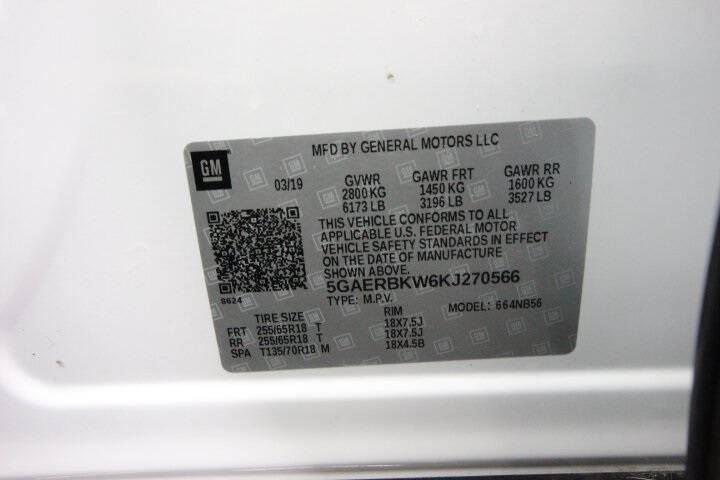 MFD BY GENERAL MOTORS LLC
GM
03/19 GVWR GAWR FRT GAWR RR
2800 KG 1450 KG 1600 KG
6173 LB 3196 LB 3527 LB
THIS VEHICLE CONFORMS TO ALL
APPLICABLE U.S. FEDERAL MOTOR
VEHICLE SAFETY STANDARDS IN EFFECT
ON THE DATE OF MANUFACTURE
SHOWN ABOVE.
8624
5GAERBKW6KJ270566
TYPE: M.P.V. MODEL: 664NB56
TIRE SIZE RIM
FRT 255/65R18 T 18X7.5J
RR 255/65R18 T 18X7.5J
SPA T135/70R18 M 18X4.5B